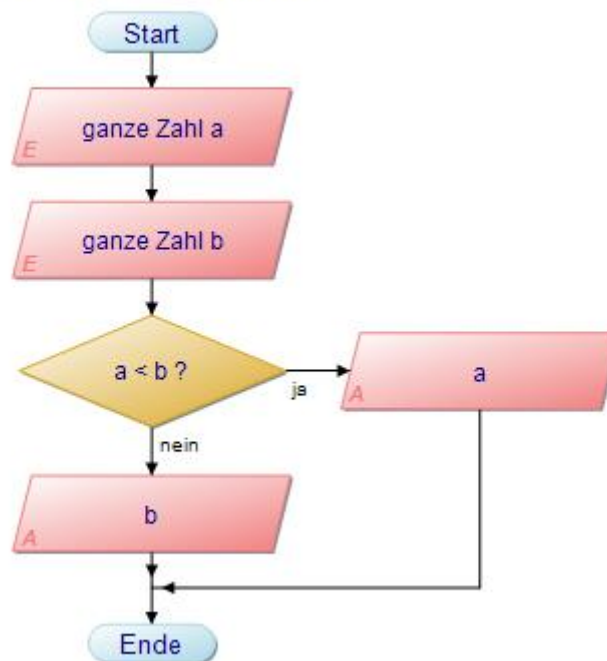 Start
ganze Zahl a
E
ganze Zahl b
E
a < b ?
ja
a
A
nein
b
A
Ende